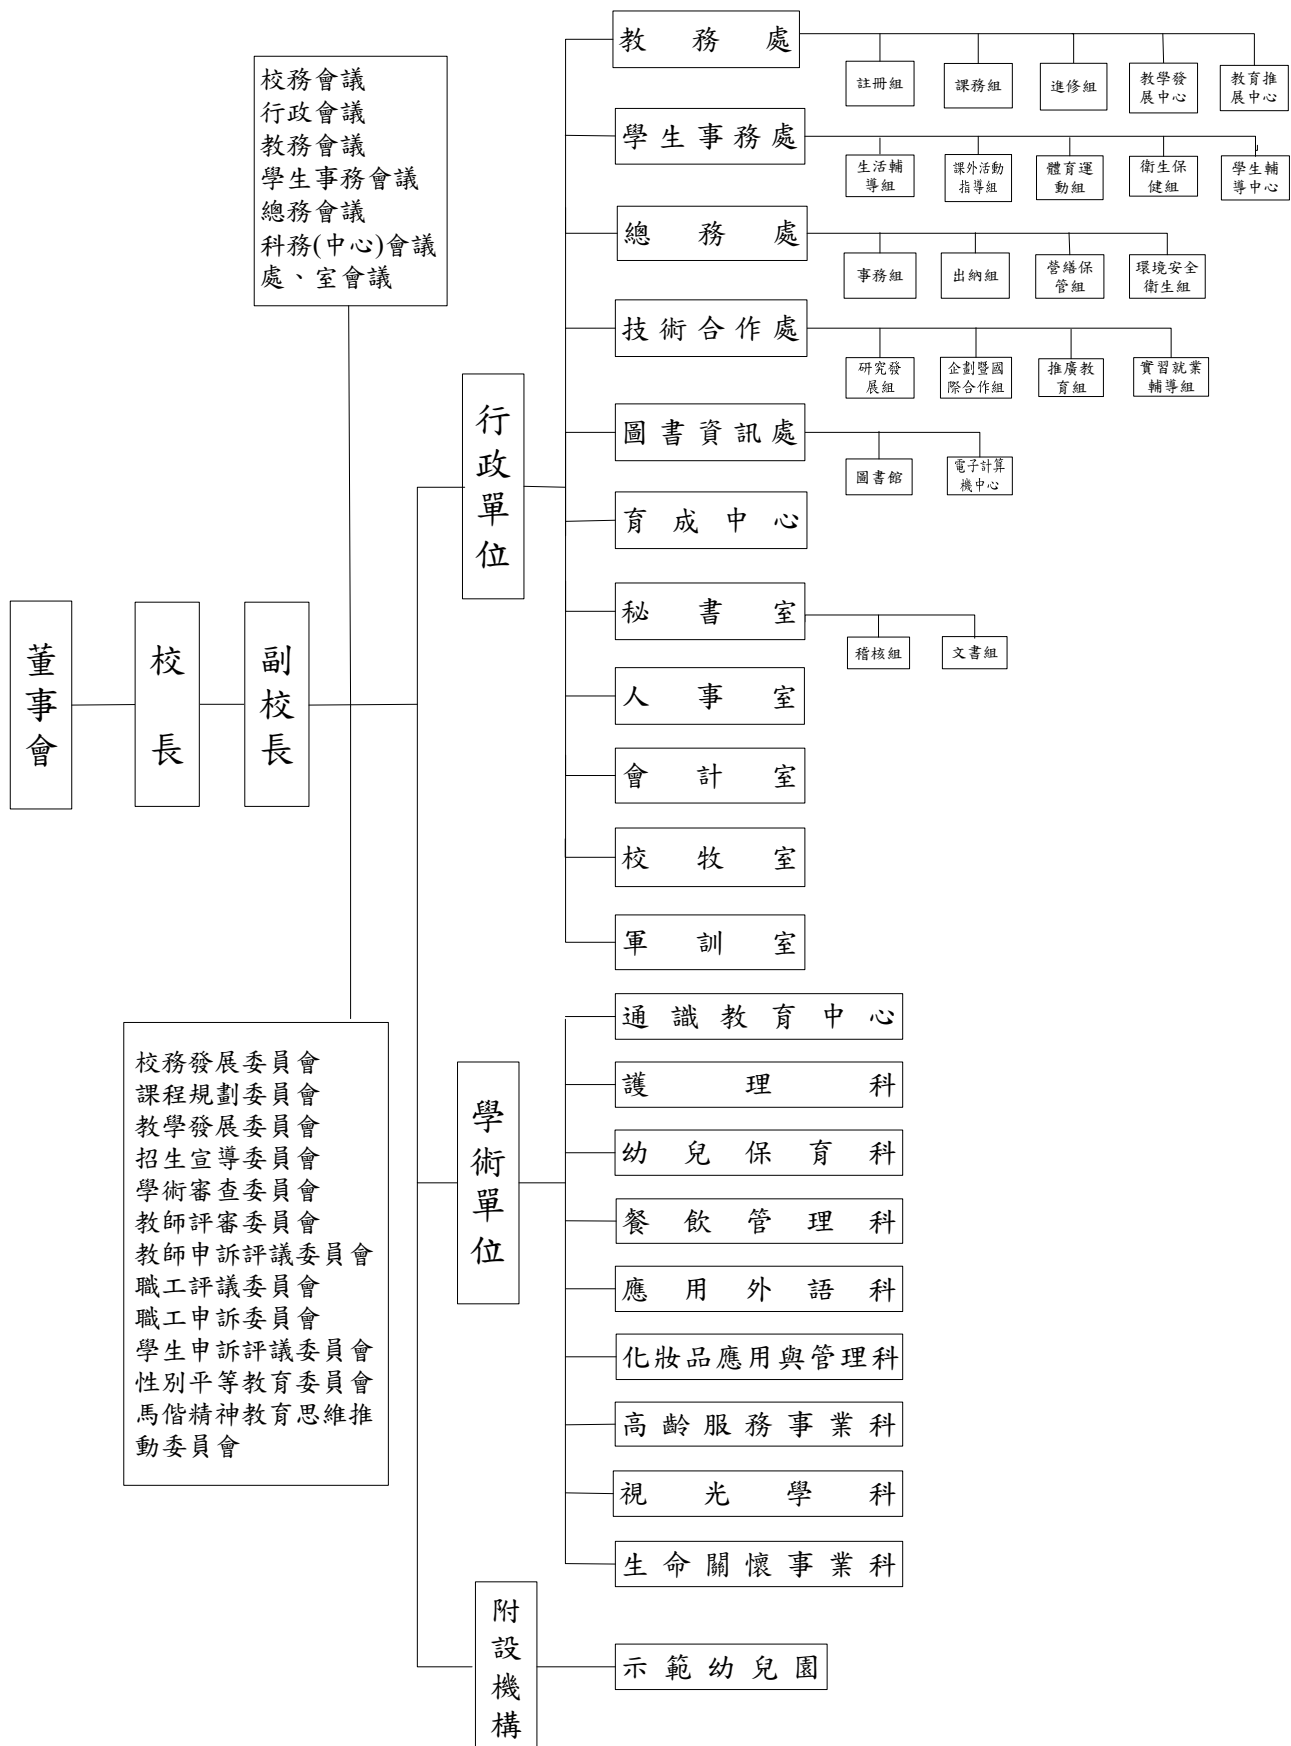 董事會
校長
副校長
校務會議
行政會議
教務會議
學生事務會議
總務會議
科務(中心)會議
處、室會議
校務發展委員會
課程規劃委員會
教學發展委員會
招生宣導委員會
學術審查委員會
教師評審委員會
教師申訴評議委員會
職工評議委員會
職工申訴委員會
學生申訴評議委員會
性別平等教育委員會
馬偕精神教育思維推
動委員會
行政單位
教務處
註冊組
課務組
進修組
教學發
展中心
教育推
展中心
學生事務處
生活輔
導組
課外活動
指導組
體育運
動組
衛生保
健組
學生輔
導中心
總務處
事務組
出納組
營繕保
管組
環境安全
衛生組
技術合作處
研究發
展組
企劃暨國
際合作組
推廣教
育組
實習就業
輔導組
圖書資訊處
圖書館
電子計算
機中心
育成中心
秘書室
稽核組
文書組
人事室
會計室
校牧室
軍訓室
學術單位
通識教育中心
護理科
幼兒保育科
餐飲管理科
應用外語科
化妝品應用與管理科
高齡服務事業科
視光學科
生命關懷事業科
附設機構
示範幼兒園